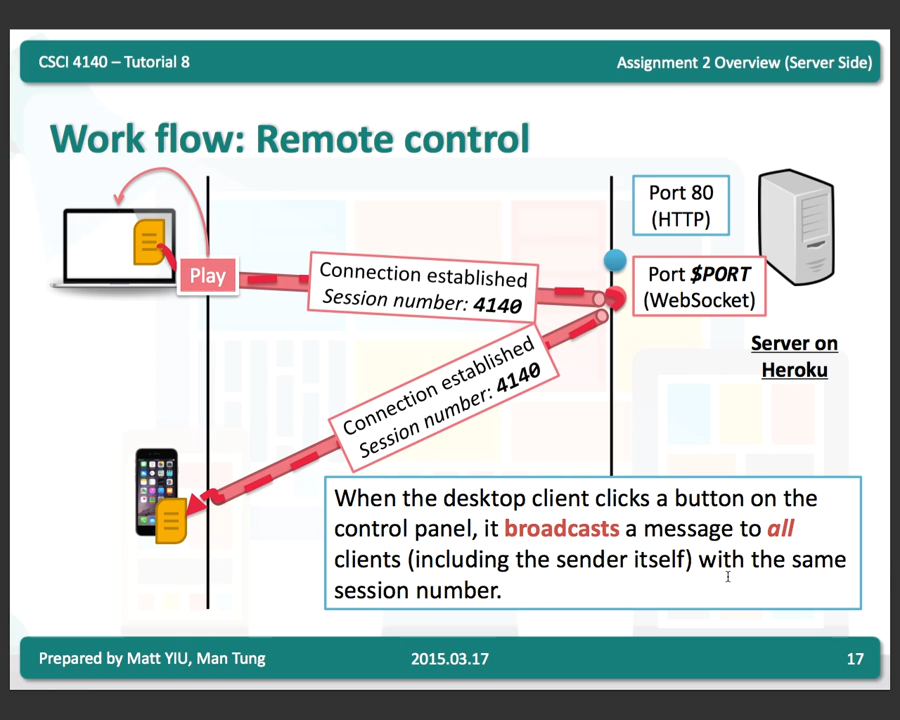 CSCI 4140 – Tutorial 8
Assignment 2 Overview (Server Side)
Work flow: Remote control
Port 80
(HTTP)
Play
Connection established
Session number: 4140
Port $PORT
(WebSocket)
Server on
Heroku
Connection established
Session number: 4140
When the desktop client clicks a button on the
control panel, it broadcasts a message to all
clients (including the sender itself) with the same
session number.
Prepared by Matt YIU, Man Tung
2015.03.17
17